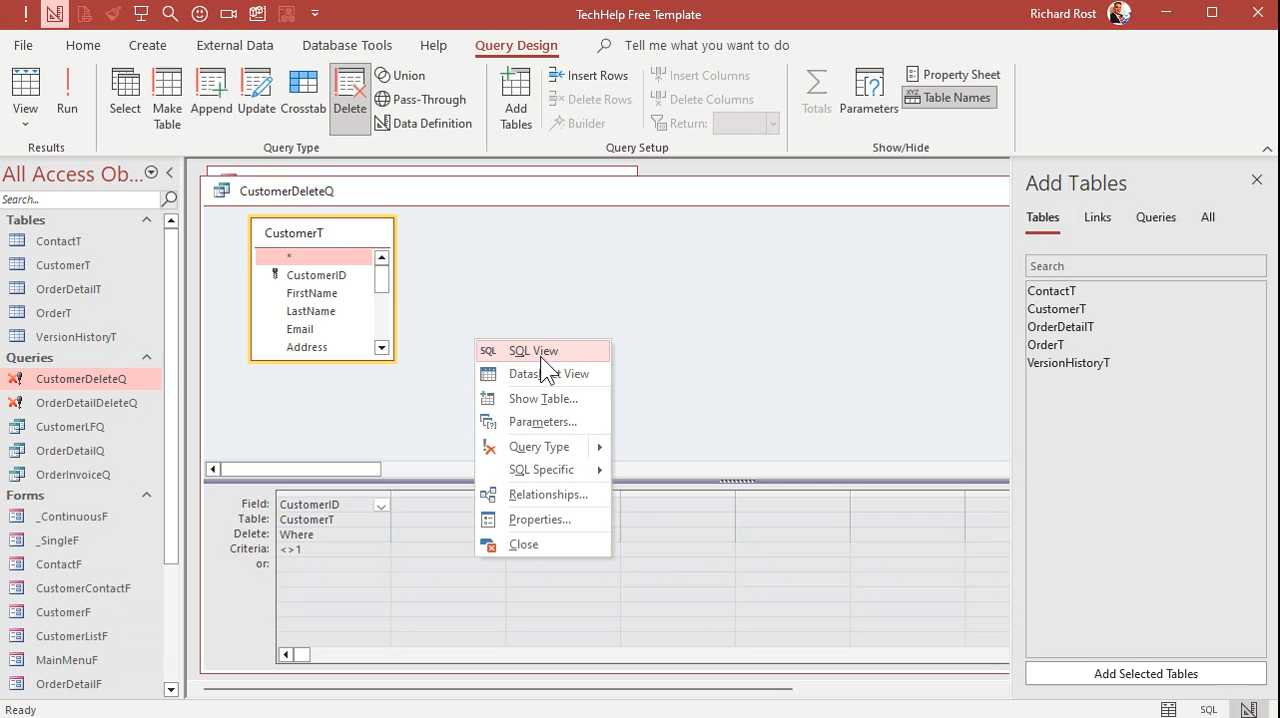 TechHelp Free Template
Richard Rost
File Home Create External Data Database Tools Help Query Design Tell me what you want to do
View
Run
Select
Make Table
Append
Update
Crosstab
Delete
Union
Pass-Through
Data Definition
Add Tables
Insert Rows
Delete Rows
Builder
Insert Columns
Delete Columns
Return:
Totals
Parameters
Property Sheet
XYZ Table Names
Results
Query Type
Query Setup
Show/Hide
All Access Ob...
Search...
Tables
ContactT
CustomerT
OrderDetailT
OrderT
VersionHistoryT
Queries
CustomerDeleteQ
OrderDetailDeleteQ
CustomerLFQ
OrderDetailQ
OrderInvoiceQ
Forms
_ContinuousF
_SingleF
ContactF
CustomerContactF
CustomerF
CustomerListF
MainMenuF
OrderDetailF
CustomerDeleteQ
CustomerT
*
CustomerID
FirstName
LastName
Email
Address
SQL SQL View
Datasheet View
Show Table...
Parameters...
Query Type
SQL Specific
Relationships...
Properties...
Close
Field: CustomerID
Table: CustomerT
Delete: Where
Criteria: <>1
or:
Add Tables
Tables Links Queries All
Search
ContactT
CustomerT
OrderDetailT
OrderT
VersionHistoryT
Add Selected Tables
Ready
SQL